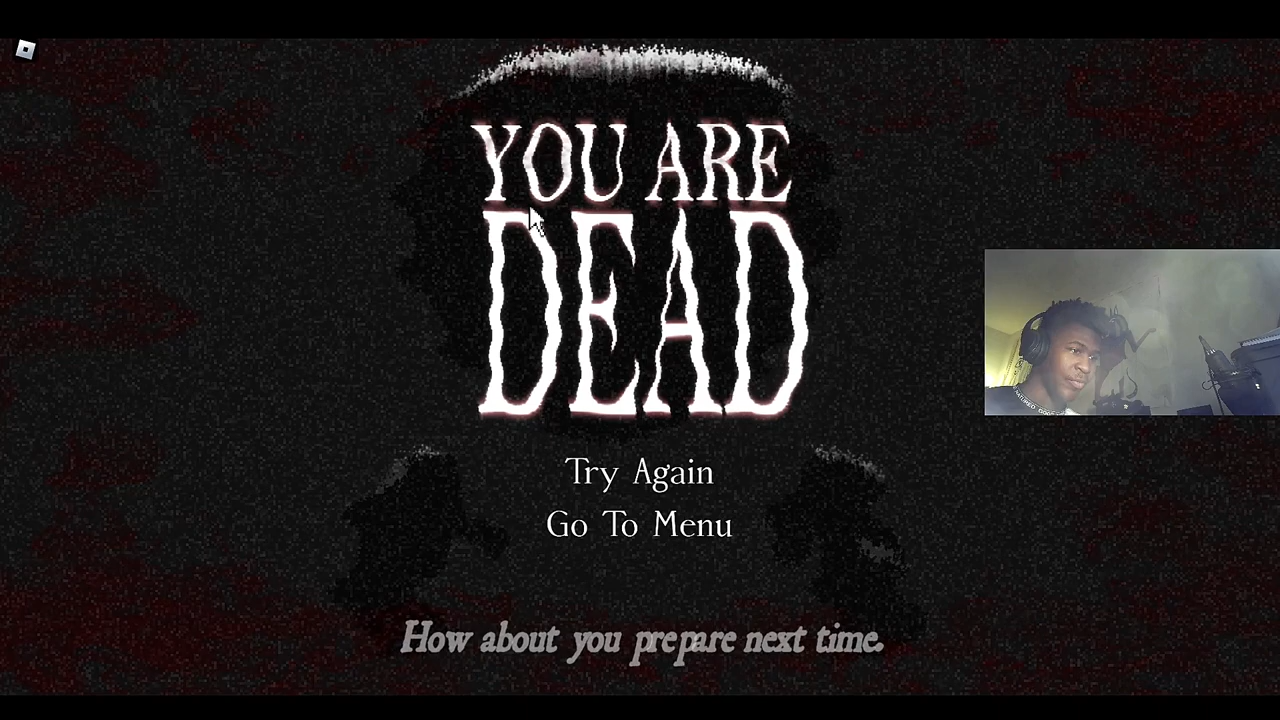 YOU ARE
DEAD
Try Again
Go To Menu
How about you prepare next time.